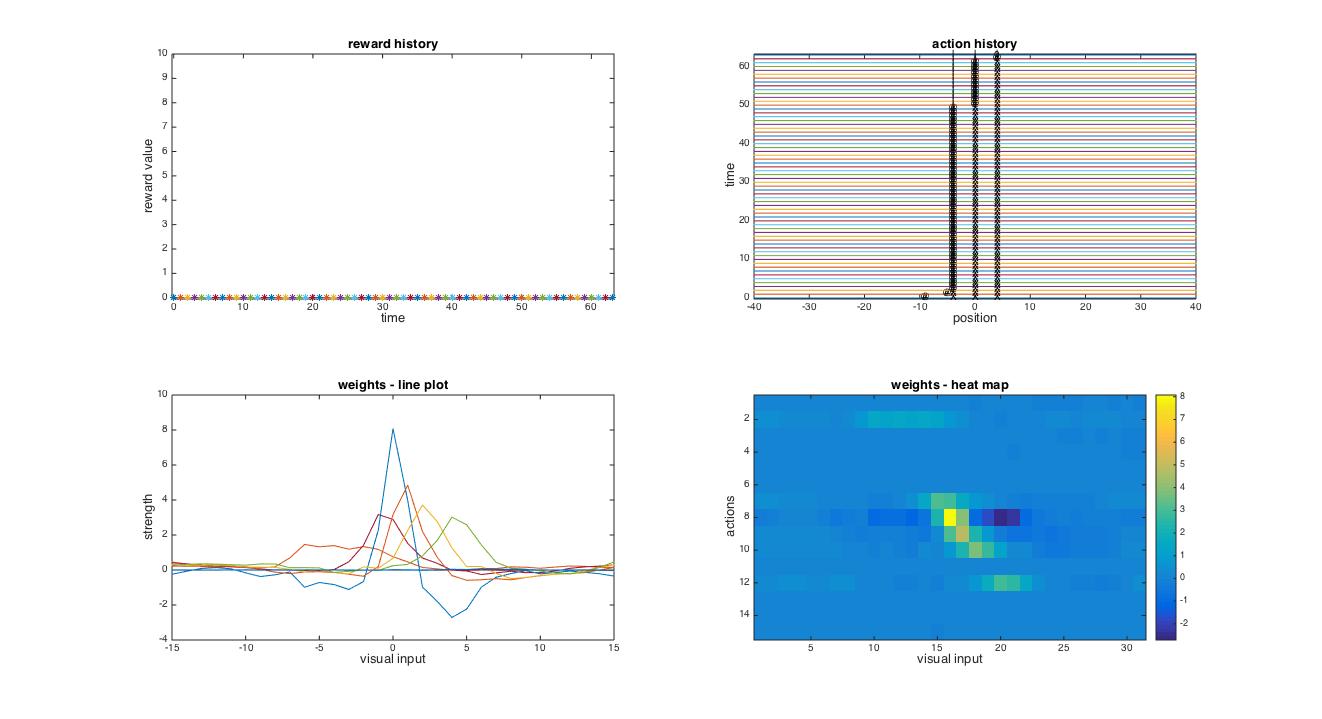 reward history
10
9
8
7
6
5
4
3
2
1
0
reward value
0 10 20 30 40 50 60
time
action history
60
50
40
30
20
10
0
time
-40 -30 -20 -10 0 10 20 30 40
position
weights - line plot
10
8
6
4
2
0
-2
-4
strength
-15 -10 -5 0 5 10 15
visual input
weights - heat map
2
4
6
8
10
12
14
actions
5 10 15 20 25 30
visual input
8
7
6
5
4
3
2
1
0
-1
-2